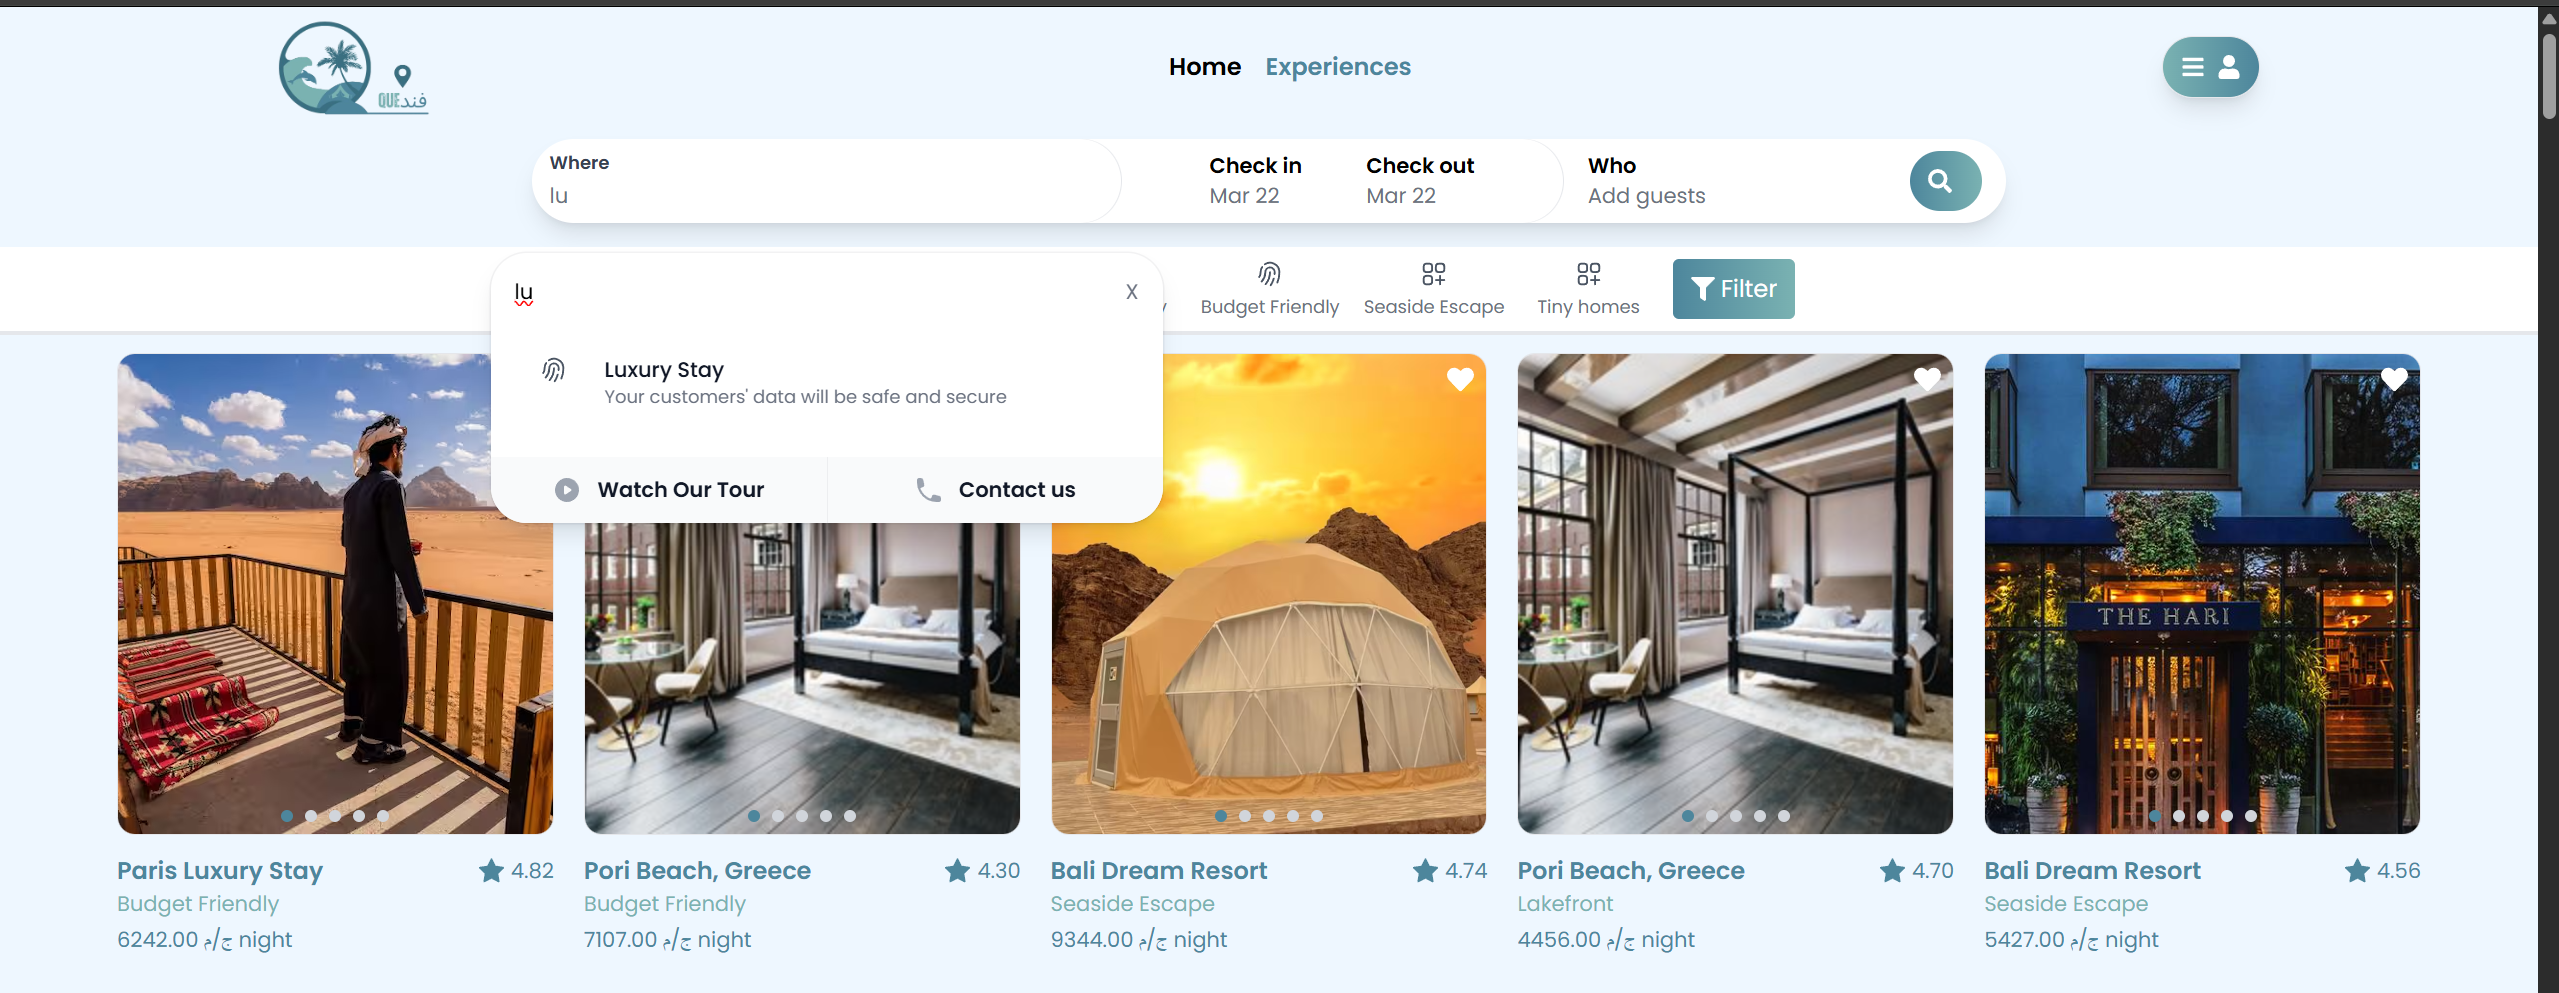 QUEفند
Home Experiences
Where
lu
Check in
Mar 22
Check out
Mar 22
Who
Add guests
lu X
Luxury Stay
Your customers' data will be safe and secure
Watch Our Tour
Contact us
Budget Friendly
Seaside Escape
Tiny homes
Filter
THE HARI
Paris Luxury Stay 4.82
Budget Friendly
6242.00 ج/م night
Pori Beach, Greece 4.30
Budget Friendly
7107.00 ج/م night
Bali Dream Resort 4.74
Seaside Escape
9344.00 ج/م night
Pori Beach, Greece 4.70
Lakefront
4456.00 ج/م night
Bali Dream Resort 4.56
Seaside Escape
5427.00 ج/م night